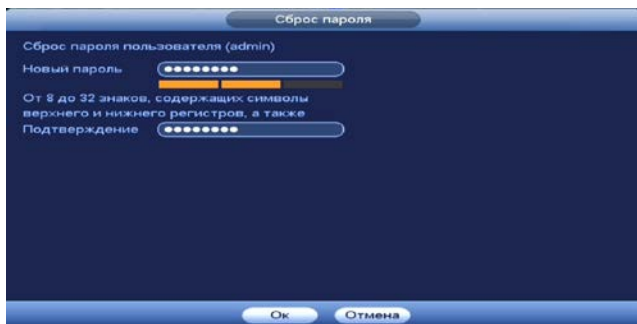 Сброс пароля
Сброс пароля пользователя (admin)
Новый пароль ●●●●●●●●
От 8 до 32 знаков, содержащих символы
верхнего и нижнего регистров, а также
Подтверждение ●●●●●●●●
Ок Отмена